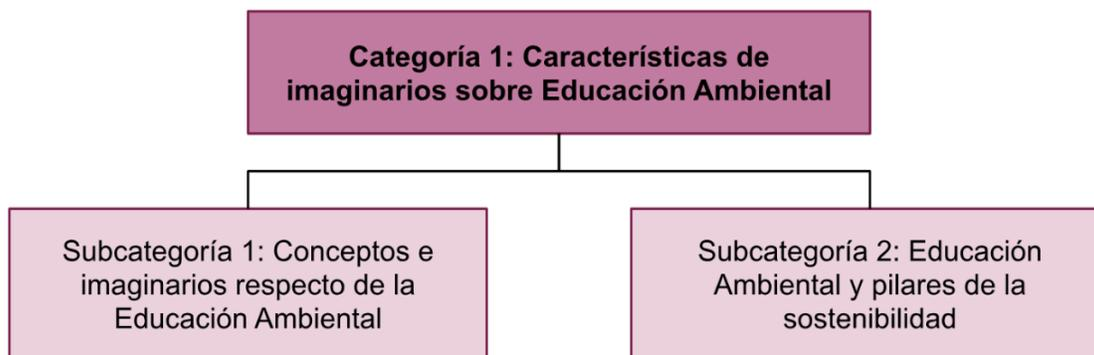 Categoría 1: Características de
imaginarios sobre Educación Ambiental
Subcategoría 1: Conceptos e
imaginarios respecto de la
Educación Ambiental
Subcategoría 2: Educación
Ambiental y pilares de la
sostenibilidad